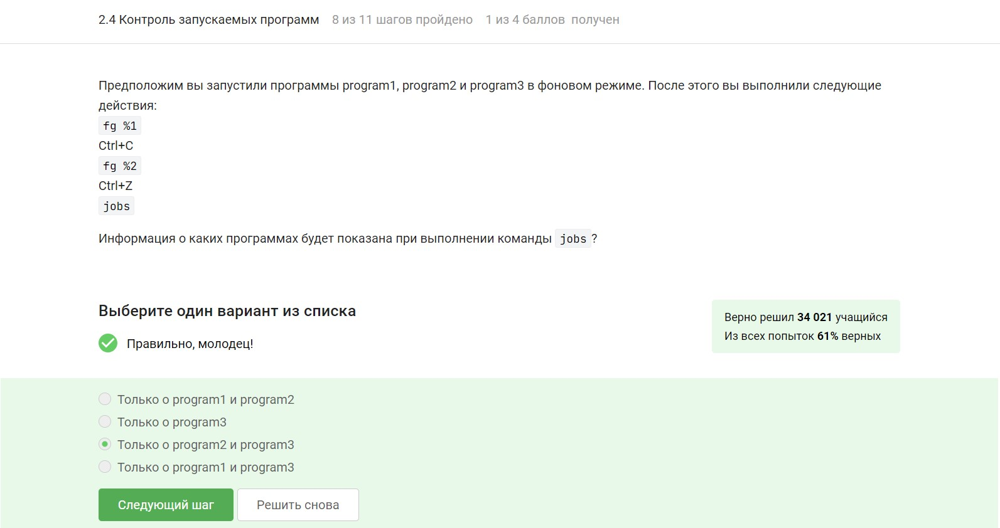 2.4 Контроль запускаемых программ 8 из 11 шагов пройдено 1 из 4 баллов получен
Предположим вы запустили программы program1, program2 и program3 в фоновом режиме. После этого вы выполнили следующие
действия:
fg %1
Ctrl+C
fg %2
Ctrl+Z
jobs
Информация о каких программах будет показана при выполнении команды jobs?
Выберите один вариант из списка
Правильно, молодец!
Верно решил 34 021 учащийся
Из всех попыток 61% верных
Только о program1 и program2
Только о program3
Только о program2 и program3
Только о program1 и program3
Следующий шаг Решить снова